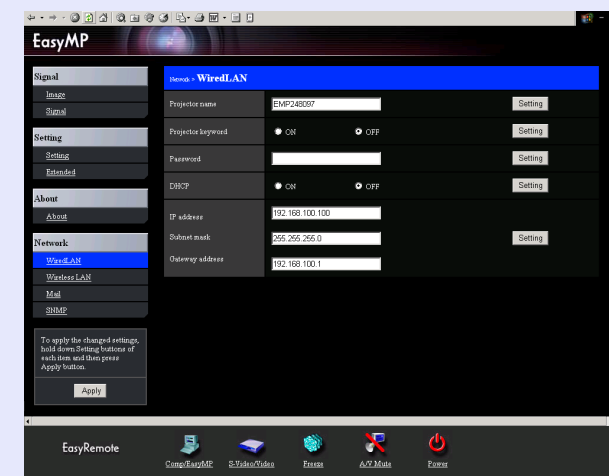 EasyMP
Signal
Image
Signal
Setting
Setting
Extended
About
About
Network
WiredLAN
Wireless LAN
Mail
SNMP
To apply the changed settings,
hold down Setting buttons of
each item and then press
Apply button.
Apply
Network > WiredLAN
Projector name EMP248097 Setting
Projector keyword ON OFF Setting
Password Setting
DHCP ON OFF Setting
IP address 192.168.100.100
Subnet mask 255.255.255.0 Setting
Gateway address 192.168.100.1
EasyRemote
Comp/EasyMP S-Video/Video Freeze A/V Mute Power